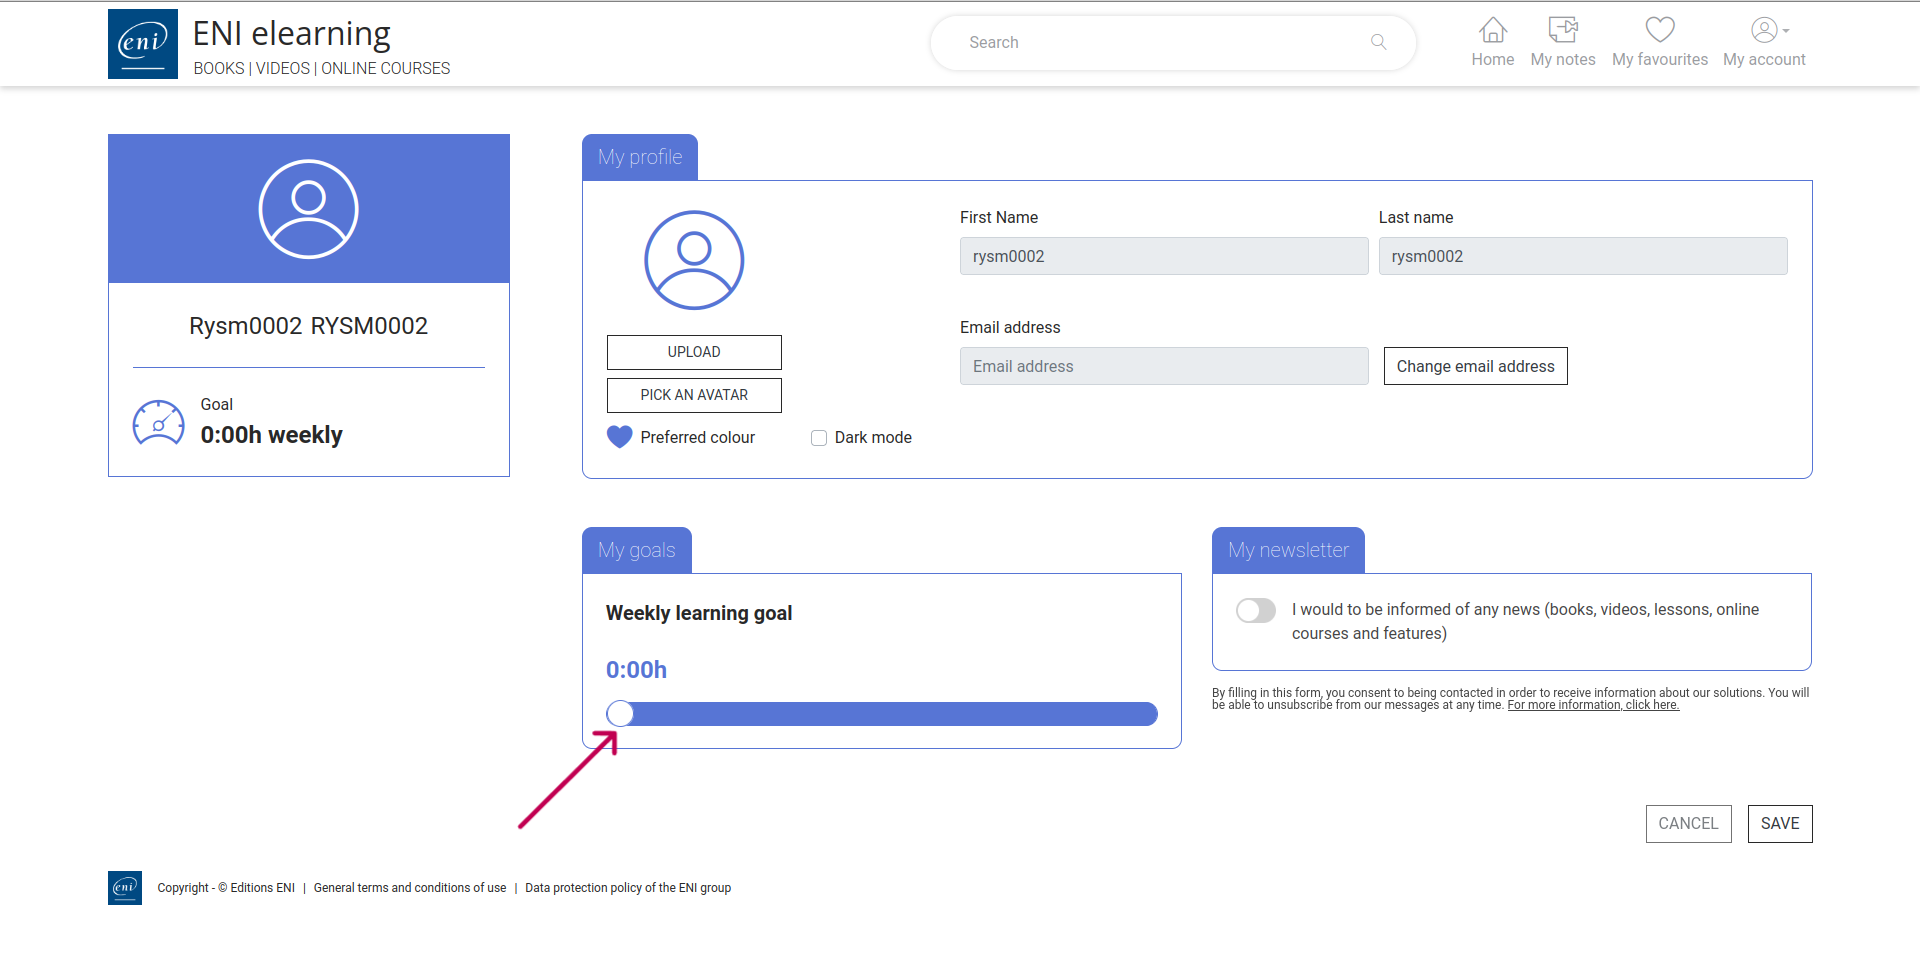 eni
ENI elearning
BOOKS | VIDEOS | ONLINE COURSES
Search
Home
My notes
My favourites
My account
Rysm0002 RYSM0002
Goal
0:00h weekly
My profile
UPLOAD
PICK AN AVATAR
Preferred colour
Dark mode
First Name
rysm0002
Last name
rysm0002
Email address
Email address
Change email address
My goals
Weekly learning goal
0:00h
My newsletter
I would to be informed of any news (books, videos, lessons, online
courses and features)
By filling in this form, you consent to being contacted in order to receive information about our solutions. You will
be able to unsubscribe from our messages at any time. For more information, click here.
CANCEL
SAVE
eni
Copyright - © Editions ENI | General terms and conditions of use | Data protection policy of the ENI group